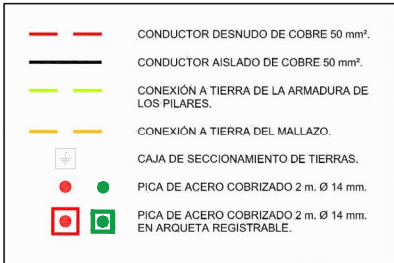 CONDUCTOR DESNUDO DE COBRE 50 mm².
CONDUCTOR AISLADO DE COBRE 50 mm².
CONEXIÓN A TIERRA DE LA ARMADURA DE
LOS PILARES.
CONEXIÓN A TIERRA DEL MALLAZO.
CAJA DE SECCIONAMIENTO DE TIERRAS.
PICA DE ACERO COBRIZADO 2 m. Ø 14 mm.
PICA DE ACERO COBRIZADO 2 m. Ø 14 mm.
EN ARQUETA REGISTRABLE.